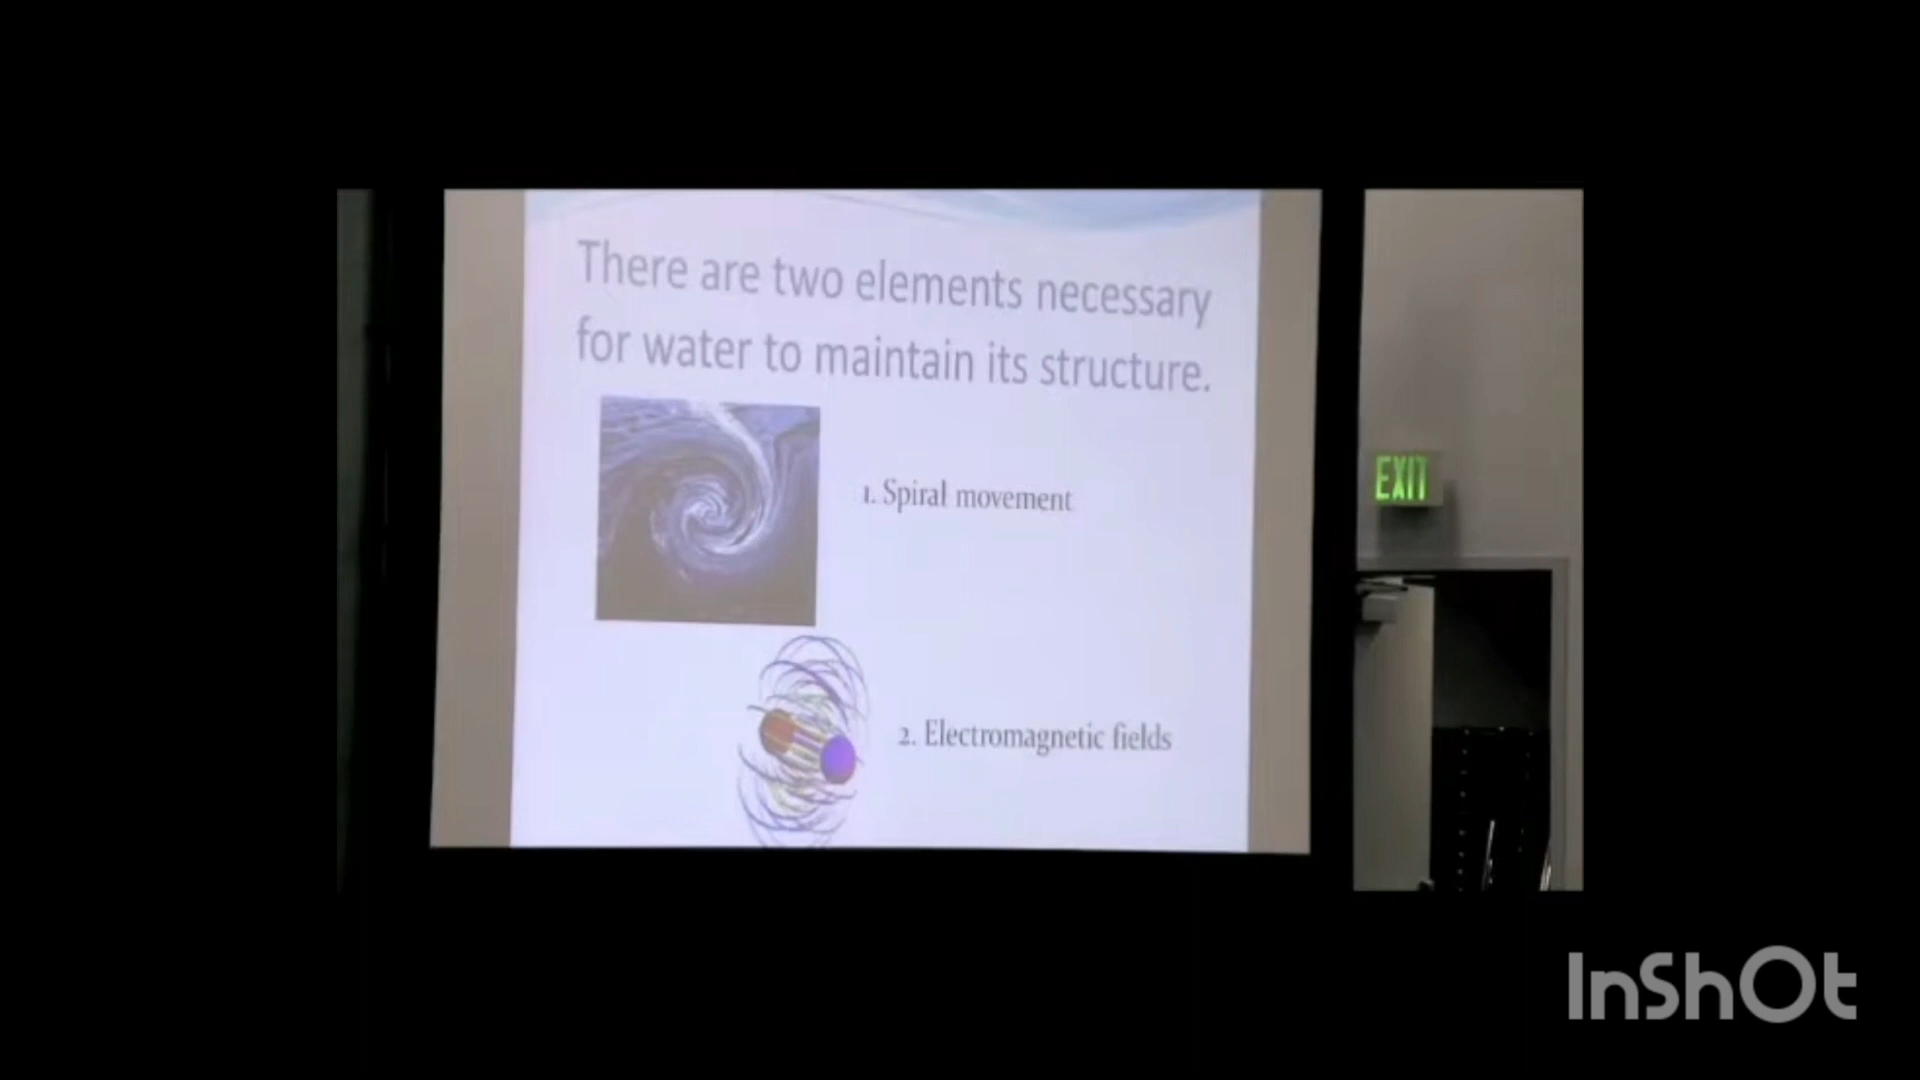 There are two elements necessary
for water to maintain its structure.
1. Spiral movement
EXIT
2. Electromagnetic fields
InShOt